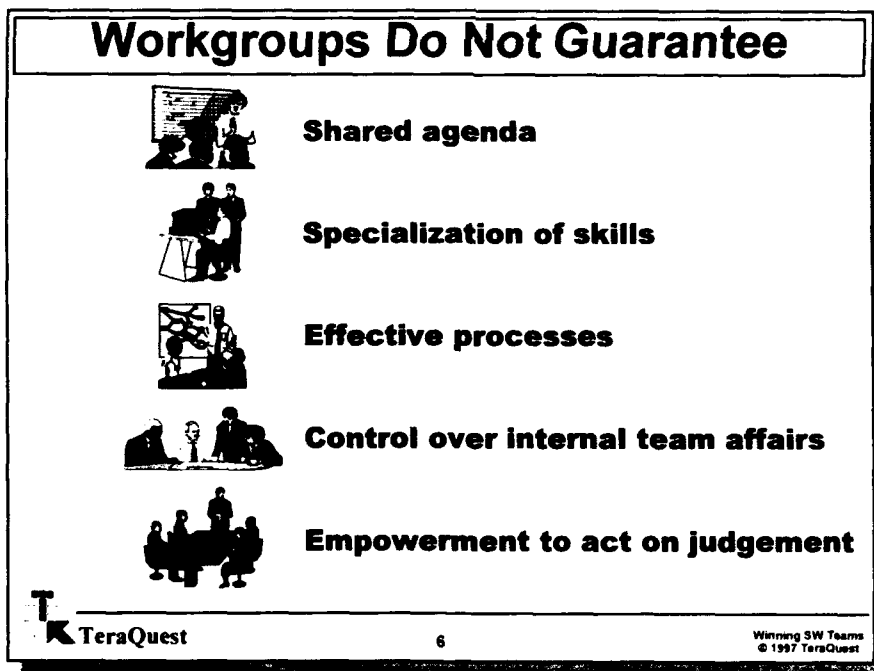 Workgroups Do Not Guarantee
Shared agenda
Specialization of skills
Effective processes
Control over internal team affairs
Empowerment to act on judgement
TeraQuest
6
Winning SW Teams
© 1997 TeraQuest